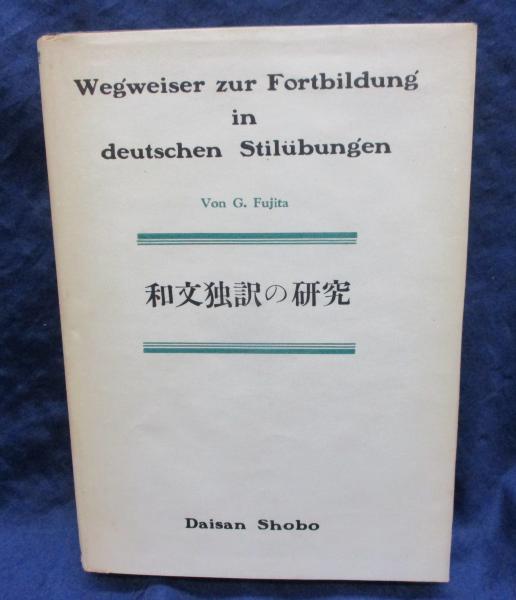 Wegweiser zur Fortbildung
in
deutschen Stilübungen
Von G. Fujita
和文独訳の研究
Daisan Shobo